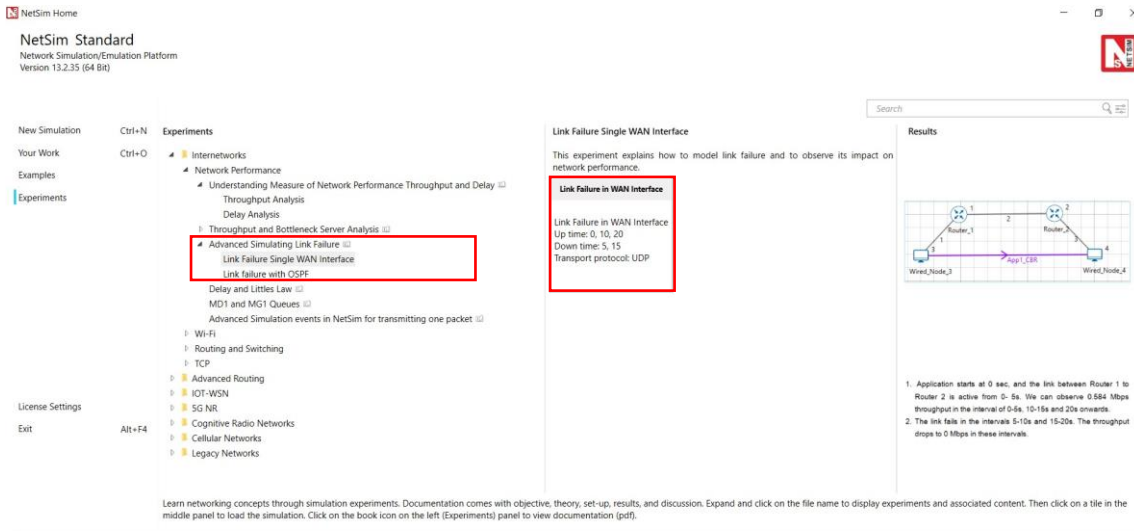 NetSim Home
NetSim Standard
Network Simulation/Emulation Platform
Version 13.2.35 (64 Bit)
NETSIM
Search
New Simulation Ctrl+N
Your Work Ctrl+O
Examples
Experiments
License Settings
Exit Alt+F4
Experiments
Internetworks
Network Performance
Understanding Measure of Network Performance Throughput and Delay
Throughput Analysis
Delay Analysis
Throughput and Bottleneck Server Analysis
Advanced Simulating Link Failure
Link Failure Single WAN Interface
Link failure with OSPF
Delay and Littles Law
MD1 and MG1 Queues
Advanced Simulation events in NetSim for transmitting one packet
Wi-Fi
Routing and Switching
TCP
Advanced Routing
IOT-WSN
5G NR
Cognitive Radio Networks
Cellular Networks
Legacy Networks
Link Failure Single WAN Interface
This experiment explains how to model link failure and to observe its impact on
network performance.
Link Failure in WAN Interface
Link Failure in WAN Interface
Up time: 0, 10, 20
Down time: 5, 15
Transport protocol: UDP
Results
1 2
2
Router_1 Router_2
1 3
3 4
App1_CBR
Wired_Node_3 Wired_Node_4
1. Application starts at 0 sec, and the link between Router 1 to
Router 2 is active from 0- 5s. We can observe 0.584 Mbps
throughput in the interval of 0-5s, 10-15s and 20s onwards.
2. The link fails in the intervals 5-10s and 15-20s. The throughput
drops to 0 Mbps in these intervals.
Learn networking concepts through simulation experiments. Documentation comes with objective, theory, set-up, results, and discussion. Expand and click on the file name to display experiments and associated content. Then click on a tile in the
middle panel to load the simulation. Click on the book icon on the left (Experiments) panel to view documentation (pdf).